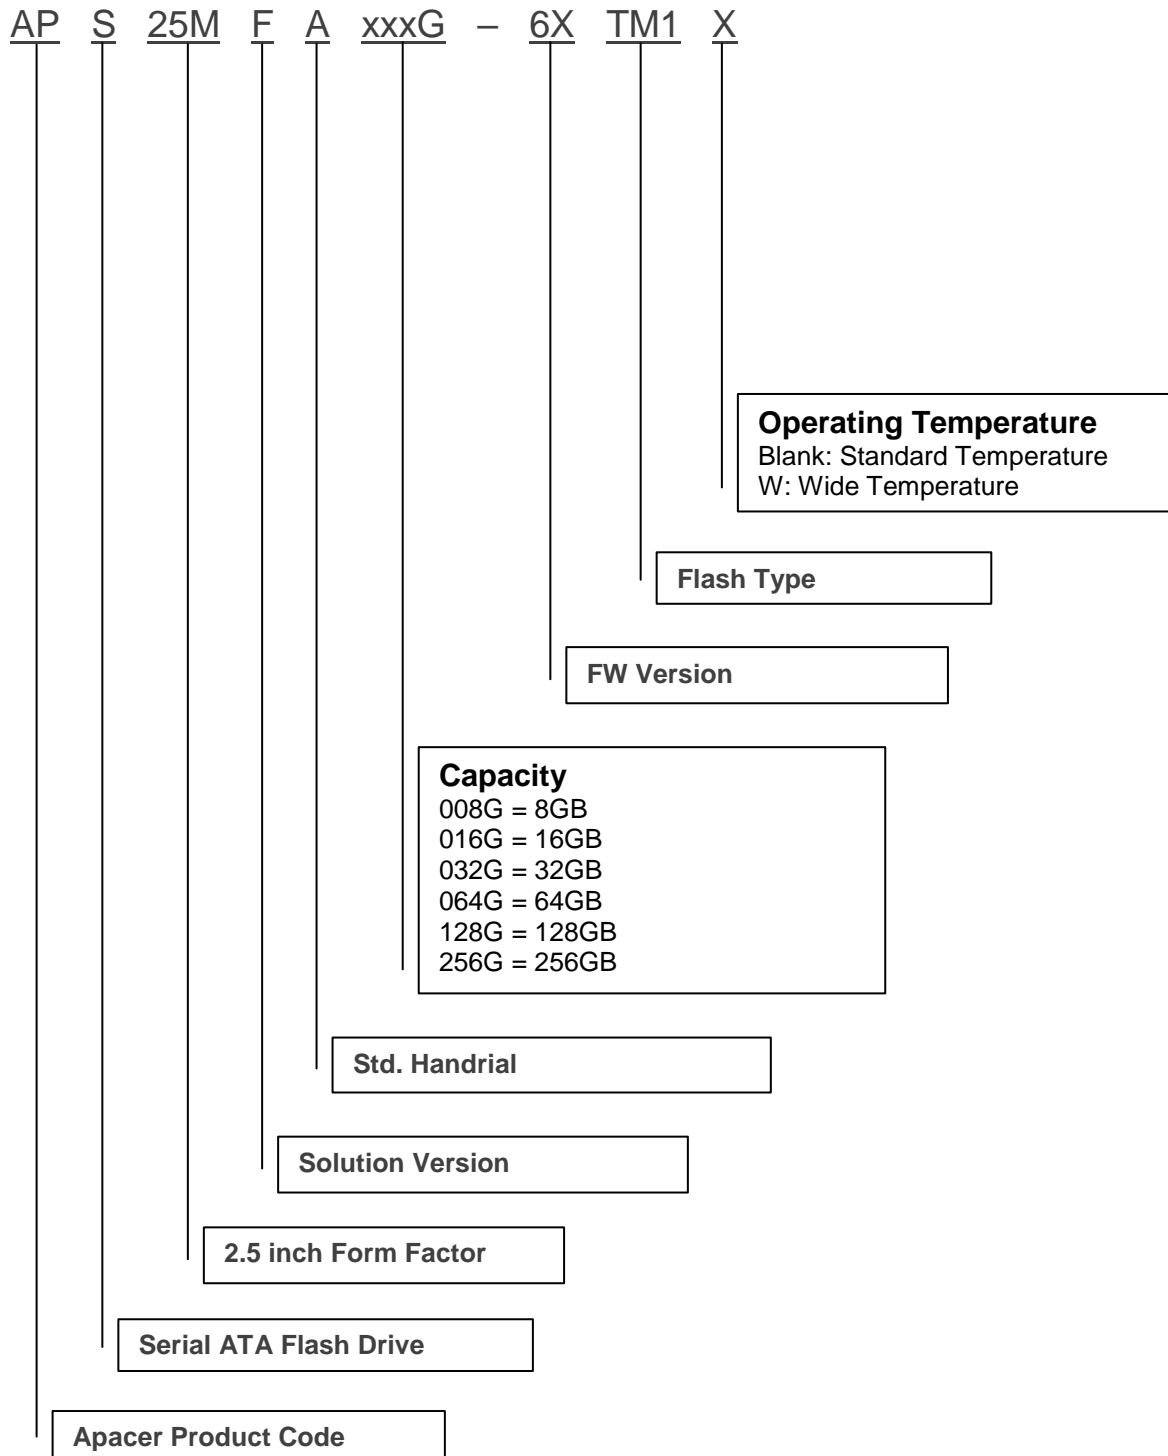 AP S 25M F A xxxG – 6X TM1 X
Operating Temperature
Blank: Standard Temperature
W: Wide Temperature
Flash Type
FW Version
Capacity
008G = 8GB
016G = 16GB
032G = 32GB
064G = 64GB
128G = 128GB
256G = 256GB
Std. Handrial
Solution Version
2.5 inch Form Factor
Serial ATA Flash Drive
Apacer Product Code